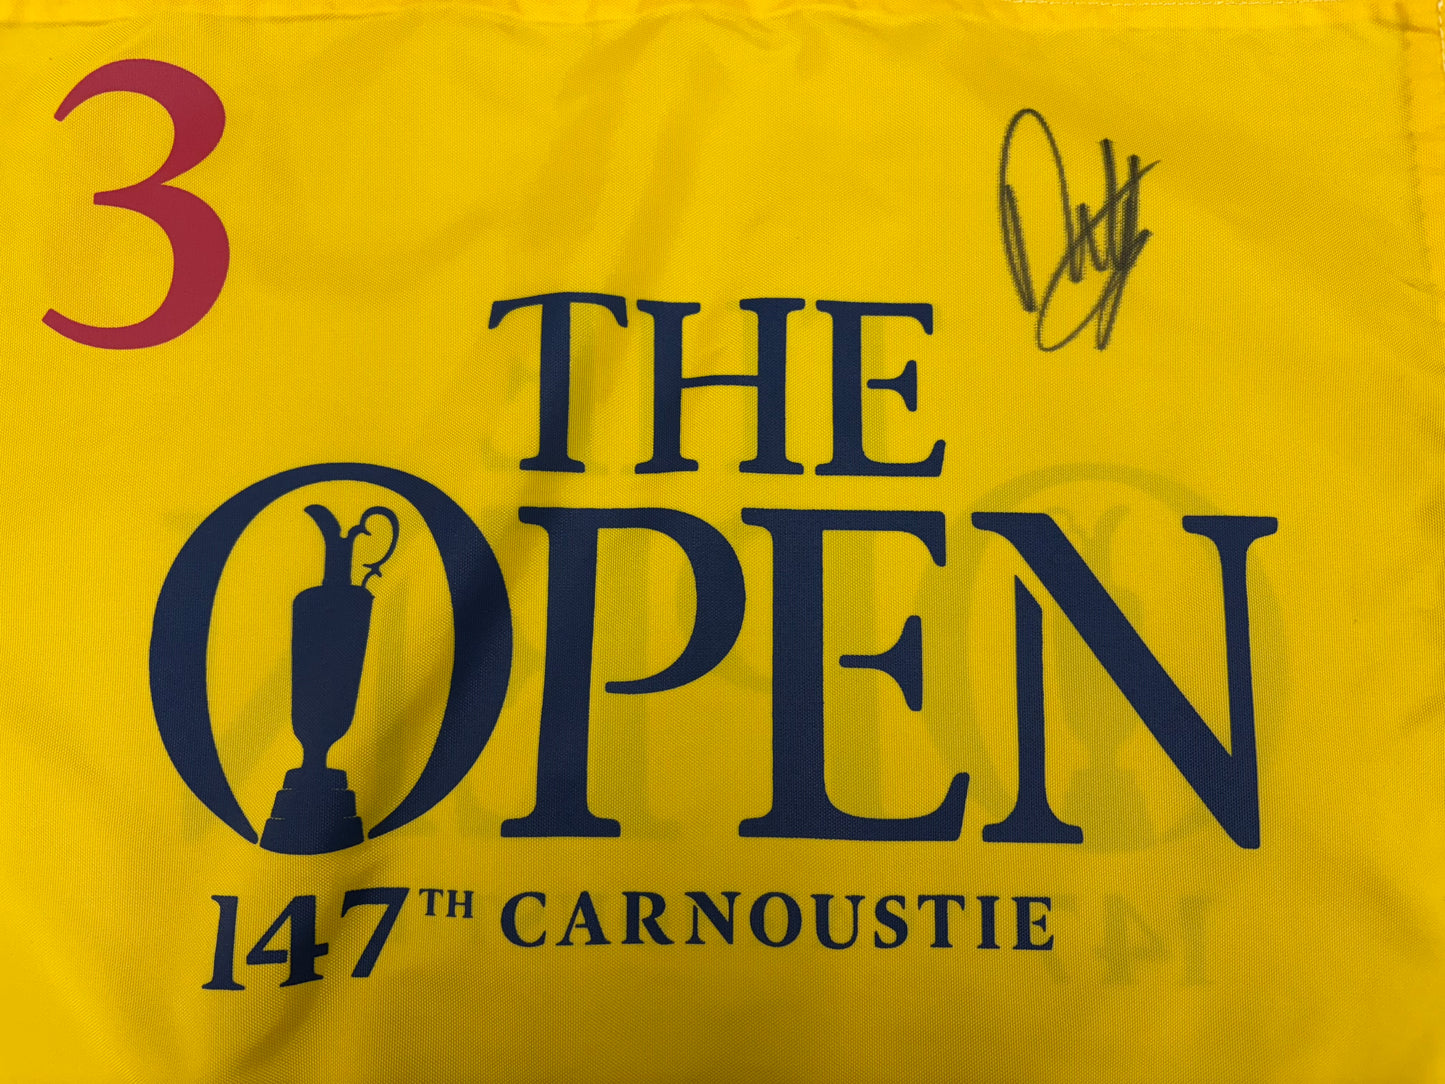 3
THE
OPEN
147TH CARNOUSTIE